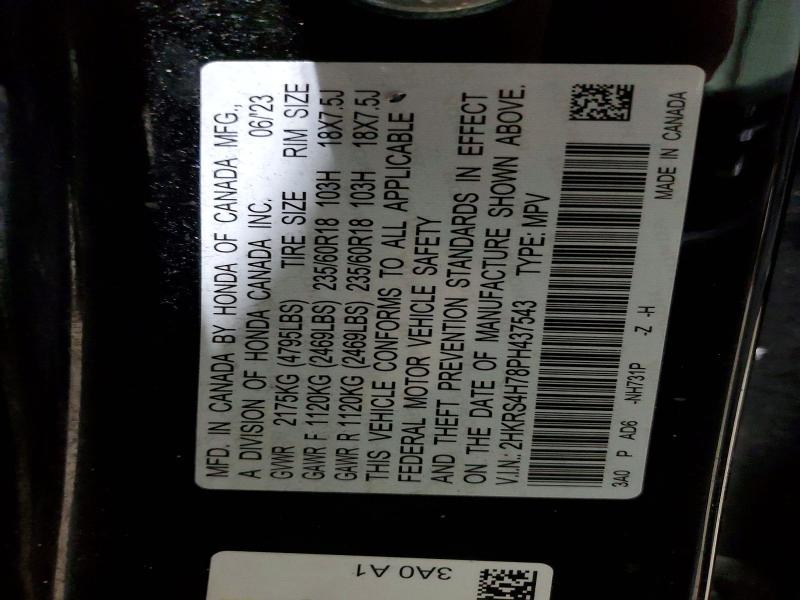 MFD. IN CANADA BY HONDA OF CANADA MFG.,
A DIVISION OF HONDA CANADA INC. 06/'23
GVWR 2175KG (4795LBS) TIRE SIZE RIM SIZE
GAWR F 1120KG (2469LBS) 235/60R18 103H 18X7.5J
GAWR R 1120KG (2469LBS) 235/60R18 103H 18X7.5J
THIS VEHICLE CONFORMS TO ALL APPLICABLE
FEDERAL MOTOR VEHICLE SAFETY
AND THEFT PREVENTION STANDARDS IN EFFECT
ON THE DATE OF MANUFACTURE SHOWN ABOVE.
V.I.N.: 2HKRS4H78PH437543 TYPE: MPV
3A0 P AD6 -NH731P -Z -H
MADE IN CANADA
3A0 A1